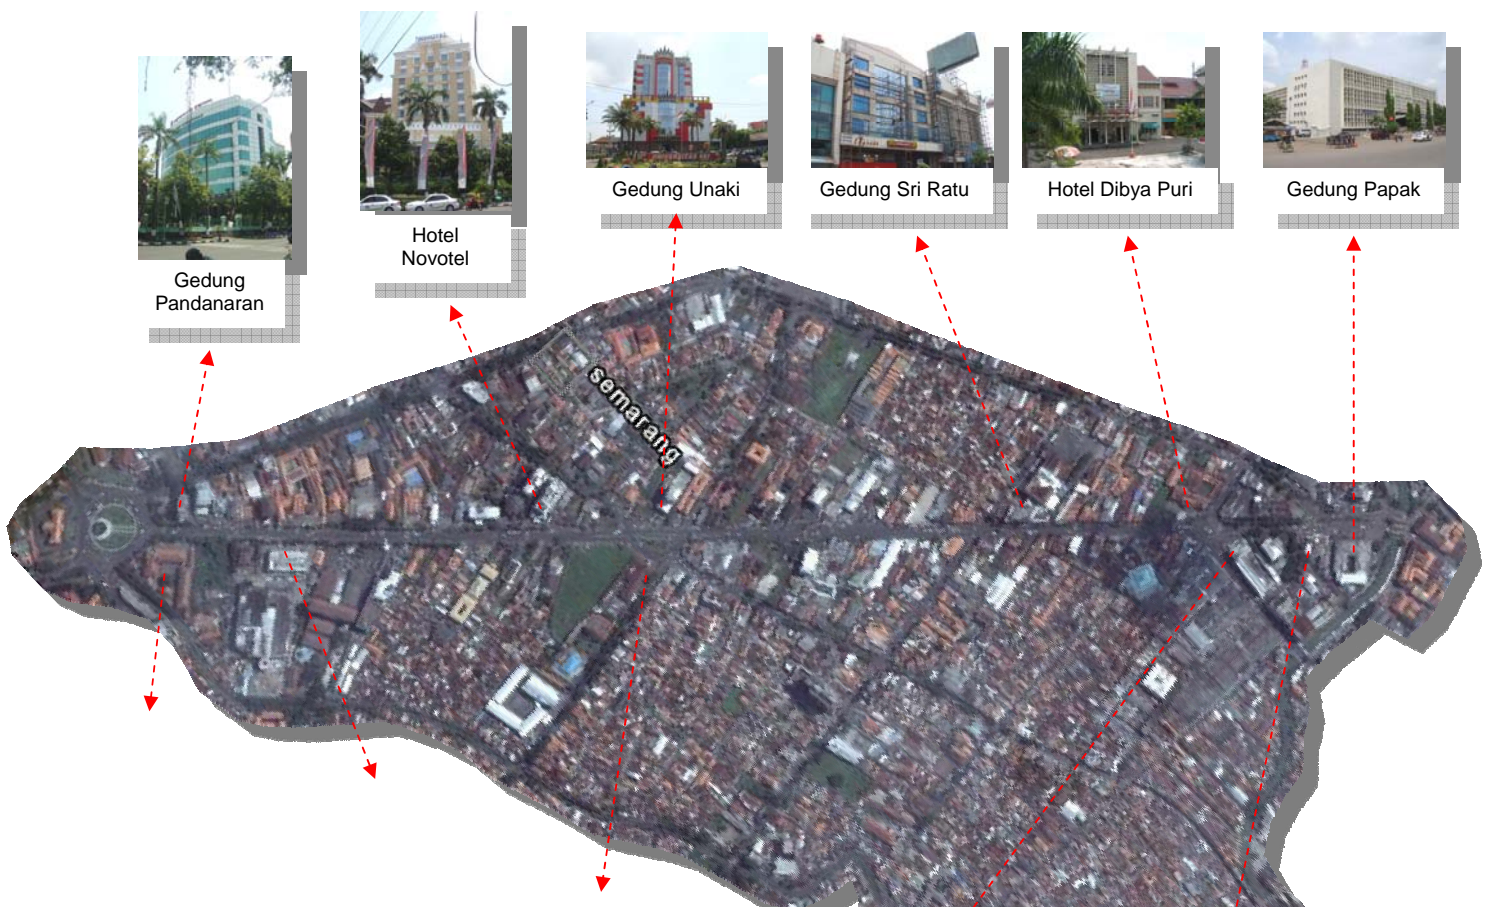 Gedung
Pandanaran
Hotel
Novotel
Gedung Unaki
Gedung Sri Ratu
Hotel Dibya Puri
Gedung Papak
semarang